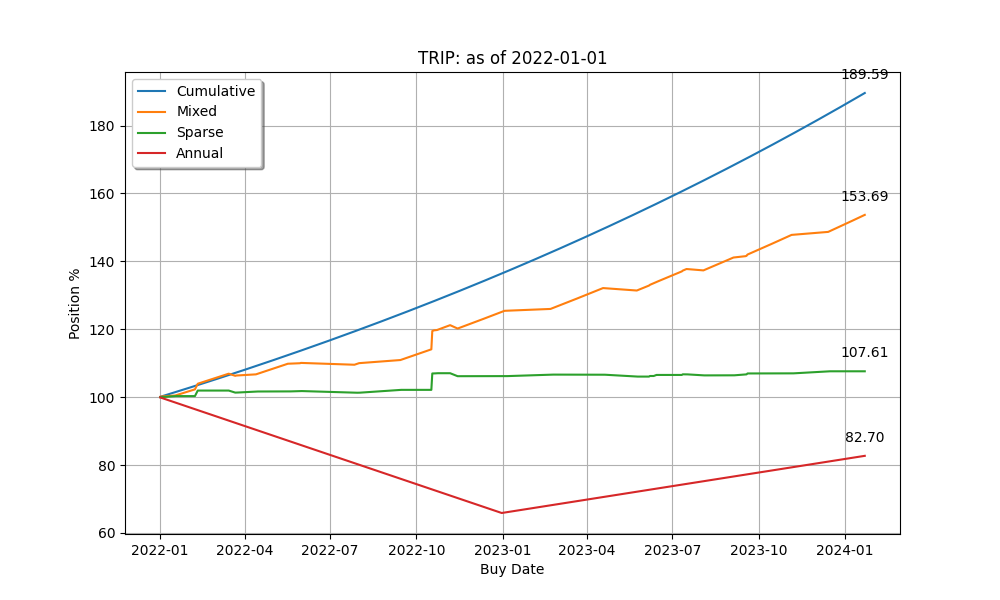 TRIP: as of 2022-01-01
Cumulative
Mixed
Sparse
Annual
189.59
153.69
107.61
82.70
Position %
180
160
140
120
100
80
60
2022-01 2022-04 2022-07 2022-10 2023-01 2023-04 2023-07 2023-10 2024-01
Buy Date